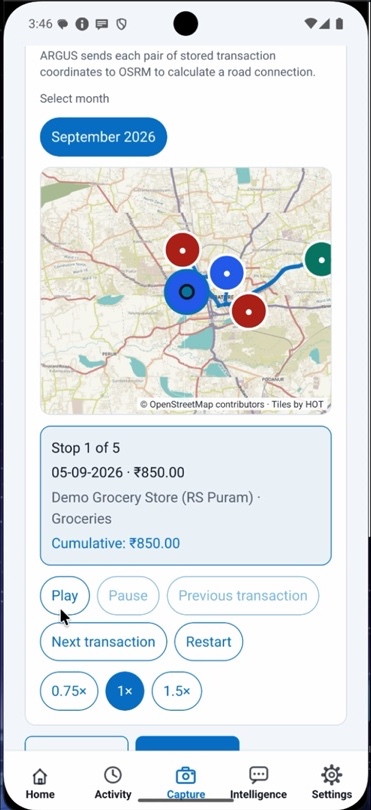 3:46
ARGUS sends each pair of stored transaction
coordinates to OSRM to calculate a road connection.
Select month
September 2026
PERUR
PODANUR
© OpenStreetMap contributors · Tiles by HOT
Stop 1 of 5
05-09-2026 · ₹850.00
Demo Grocery Store (RS Puram) ·
Groceries
Cumulative: ₹850.00
Play
Pause
Previous transaction
Next transaction
Restart
0.75×
1×
1.5×
Home
Activity
Capture
Intelligence
Settings